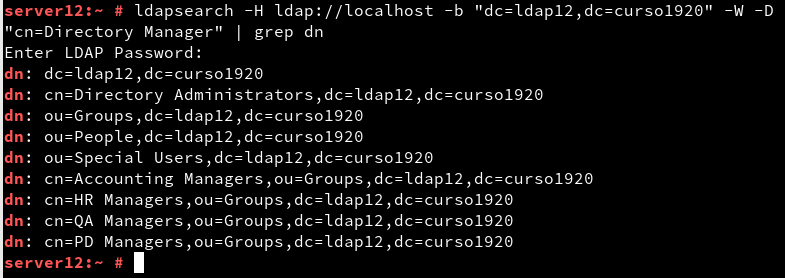 server12:~ # ldapsearch -H ldap://localhost -b "dc=ldap12,dc=curso1920" -W -D
"cn=Directory Manager" | grep dn
Enter LDAP Password:
dn: dc=ldap12,dc=curso1920
dn: cn=Directory Administrators,dc=ldap12,dc=curso1920
dn: ou=Groups,dc=ldap12,dc=curso1920
dn: ou=People,dc=ldap12,dc=curso1920
dn: ou=Special Users,dc=ldap12,dc=curso1920
dn: cn=Accounting Managers,ou=Groups,dc=ldap12,dc=curso1920
dn: cn=HR Managers,ou=Groups,dc=ldap12,dc=curso1920
dn: cn=QA Managers,ou=Groups,dc=ldap12,dc=curso1920
dn: cn=PD Managers,ou=Groups,dc=ldap12,dc=curso1920
server12:~ #